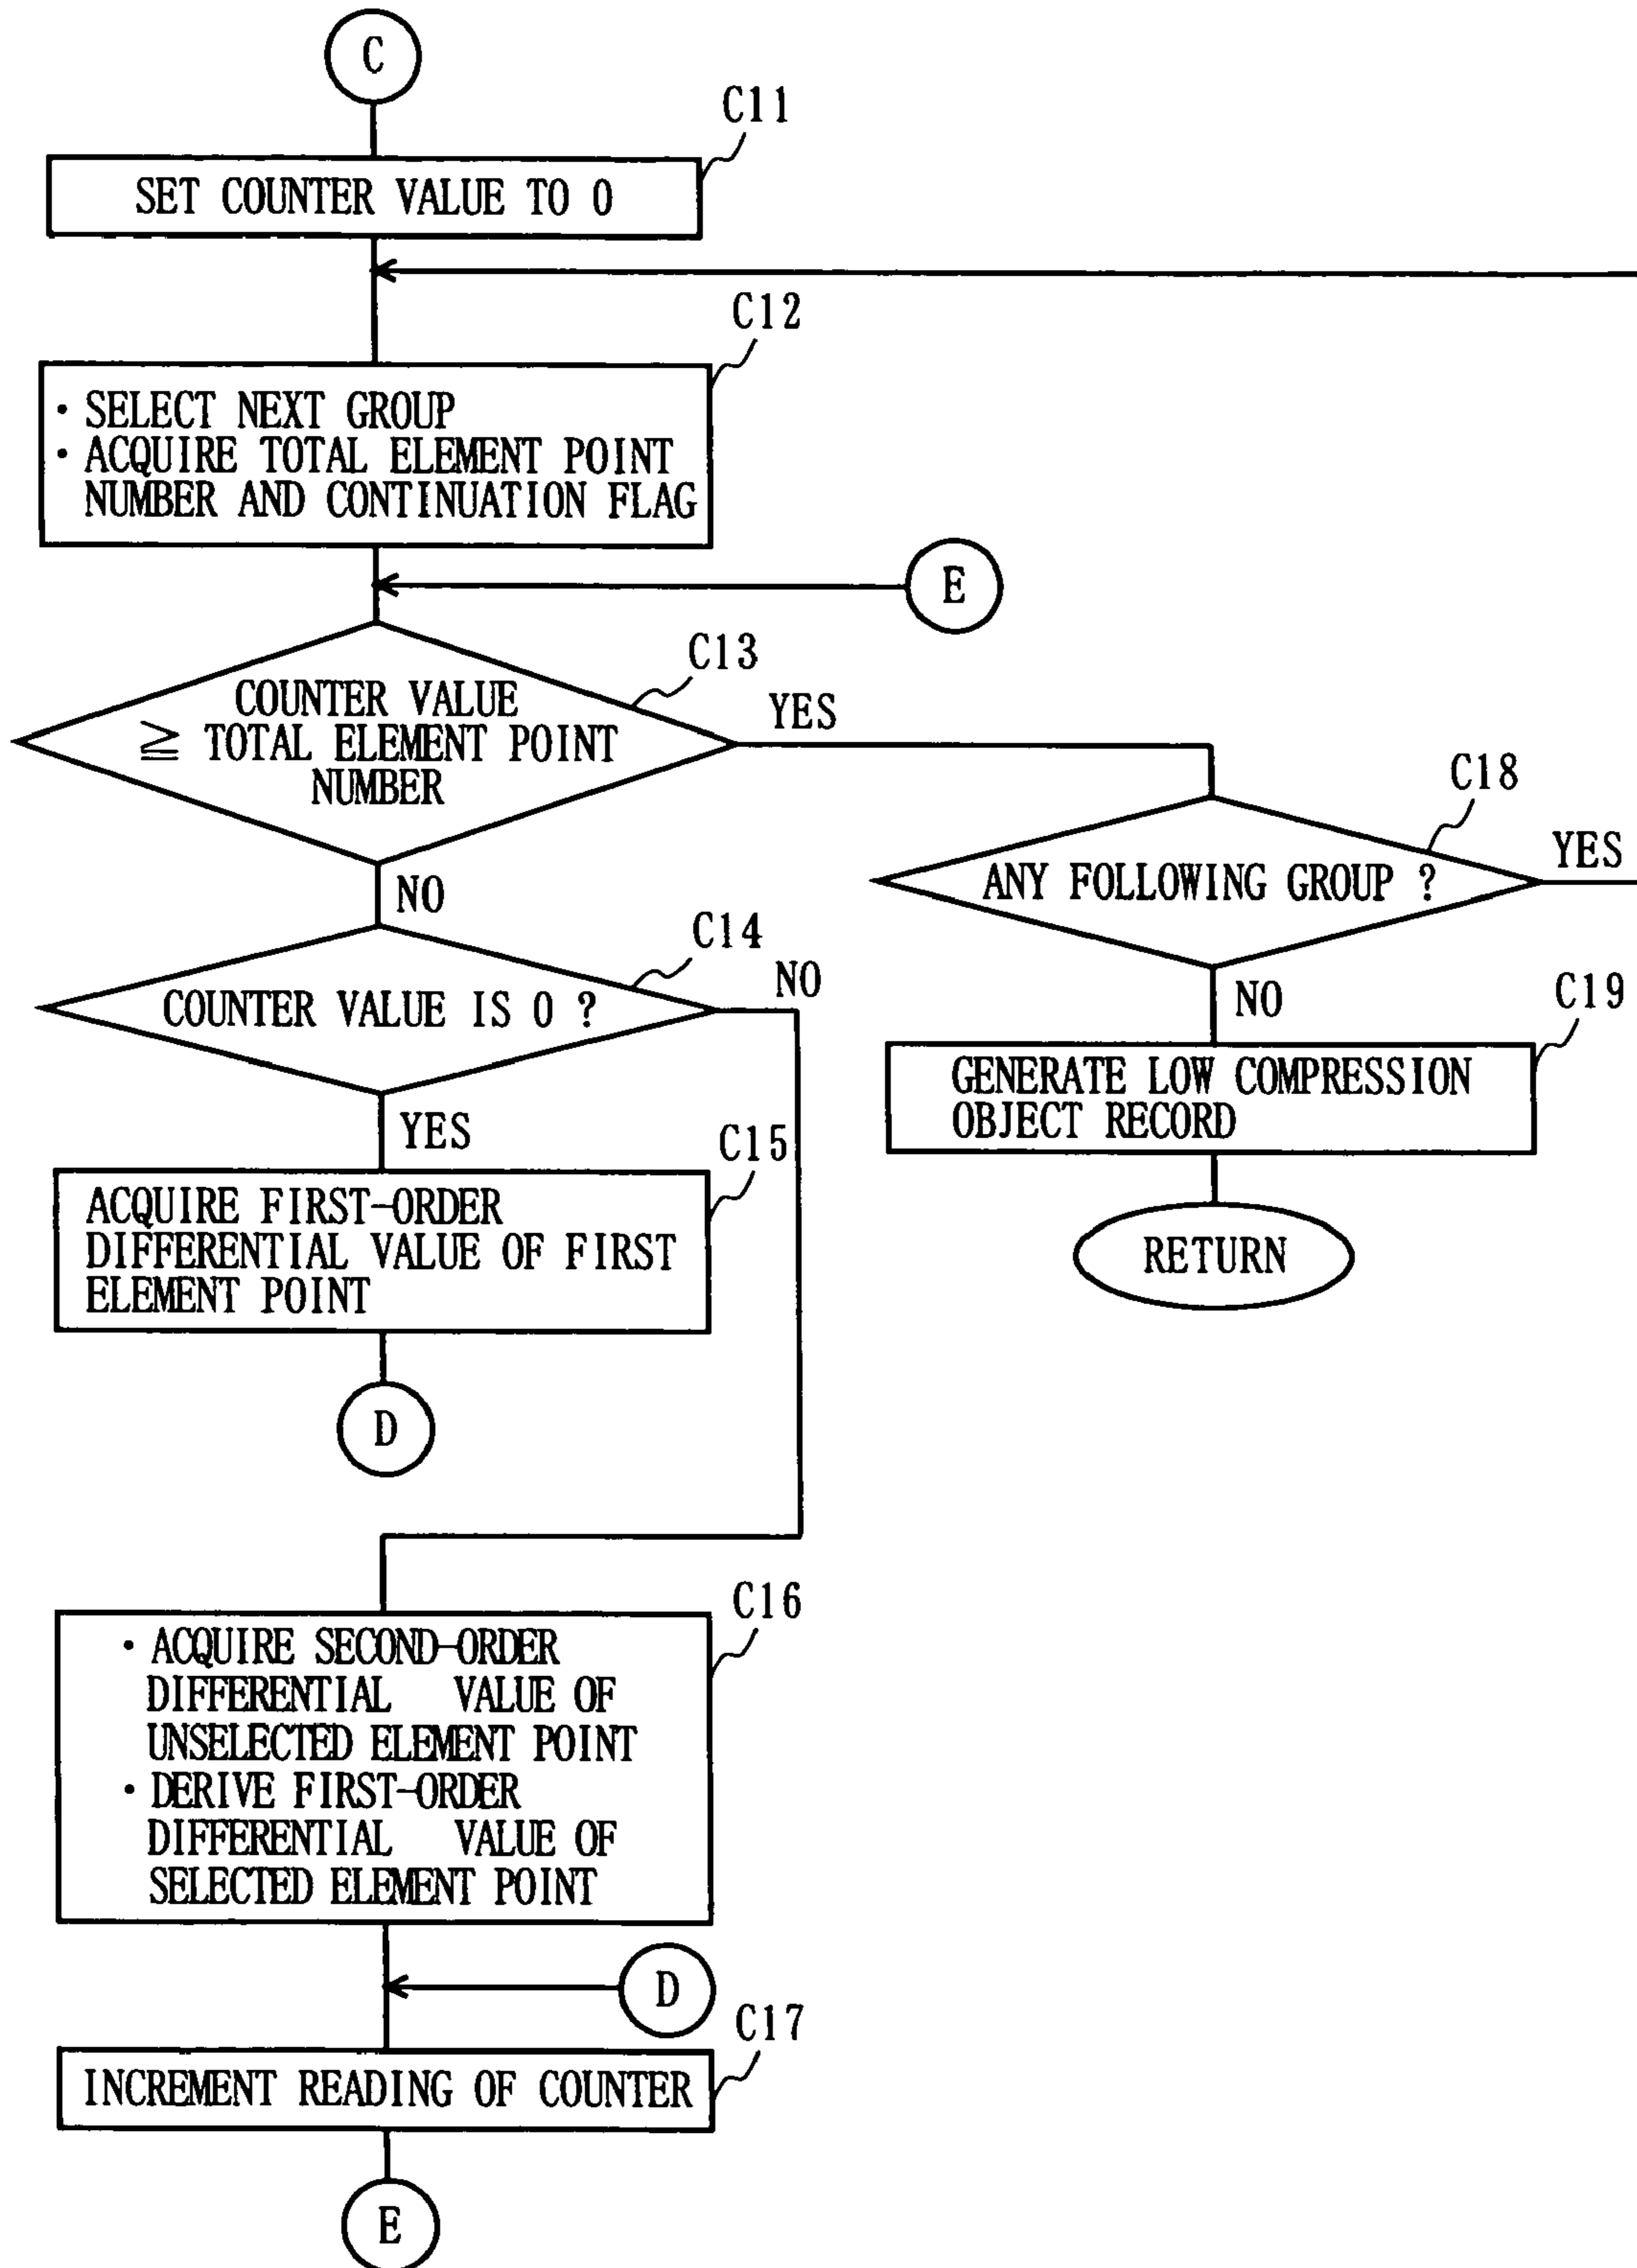 C
C11
SET COUNTER VALUE TO 0
C12
· SELECT NEXT GROUP
· ACQUIRE TOTAL ELEMENT POINT
NUMBER AND CONTINUATION FLAG
E
C13
COUNTER VALUE
≧ TOTAL ELEMENT POINT
NUMBER
YES
NO
C18
ANY FOLLOWING GROUP ?
YES
NO
C14
COUNTER VALUE IS 0 ?
NO
YES
C19
GENERATE LOW COMPRESSION
OBJECT RECORD
RETURN
C15
ACQUIRE FIRST-ORDER
DIFFERENTIAL VALUE OF FIRST
ELEMENT POINT
D
C16
· ACQUIRE SECOND-ORDER
DIFFERENTIAL VALUE OF
UNSELECTED ELEMENT POINT
· DERIVE FIRST-ORDER
DIFFERENTIAL VALUE OF
SELECTED ELEMENT POINT
D
C17
INCREMENT READING OF COUNTER
E